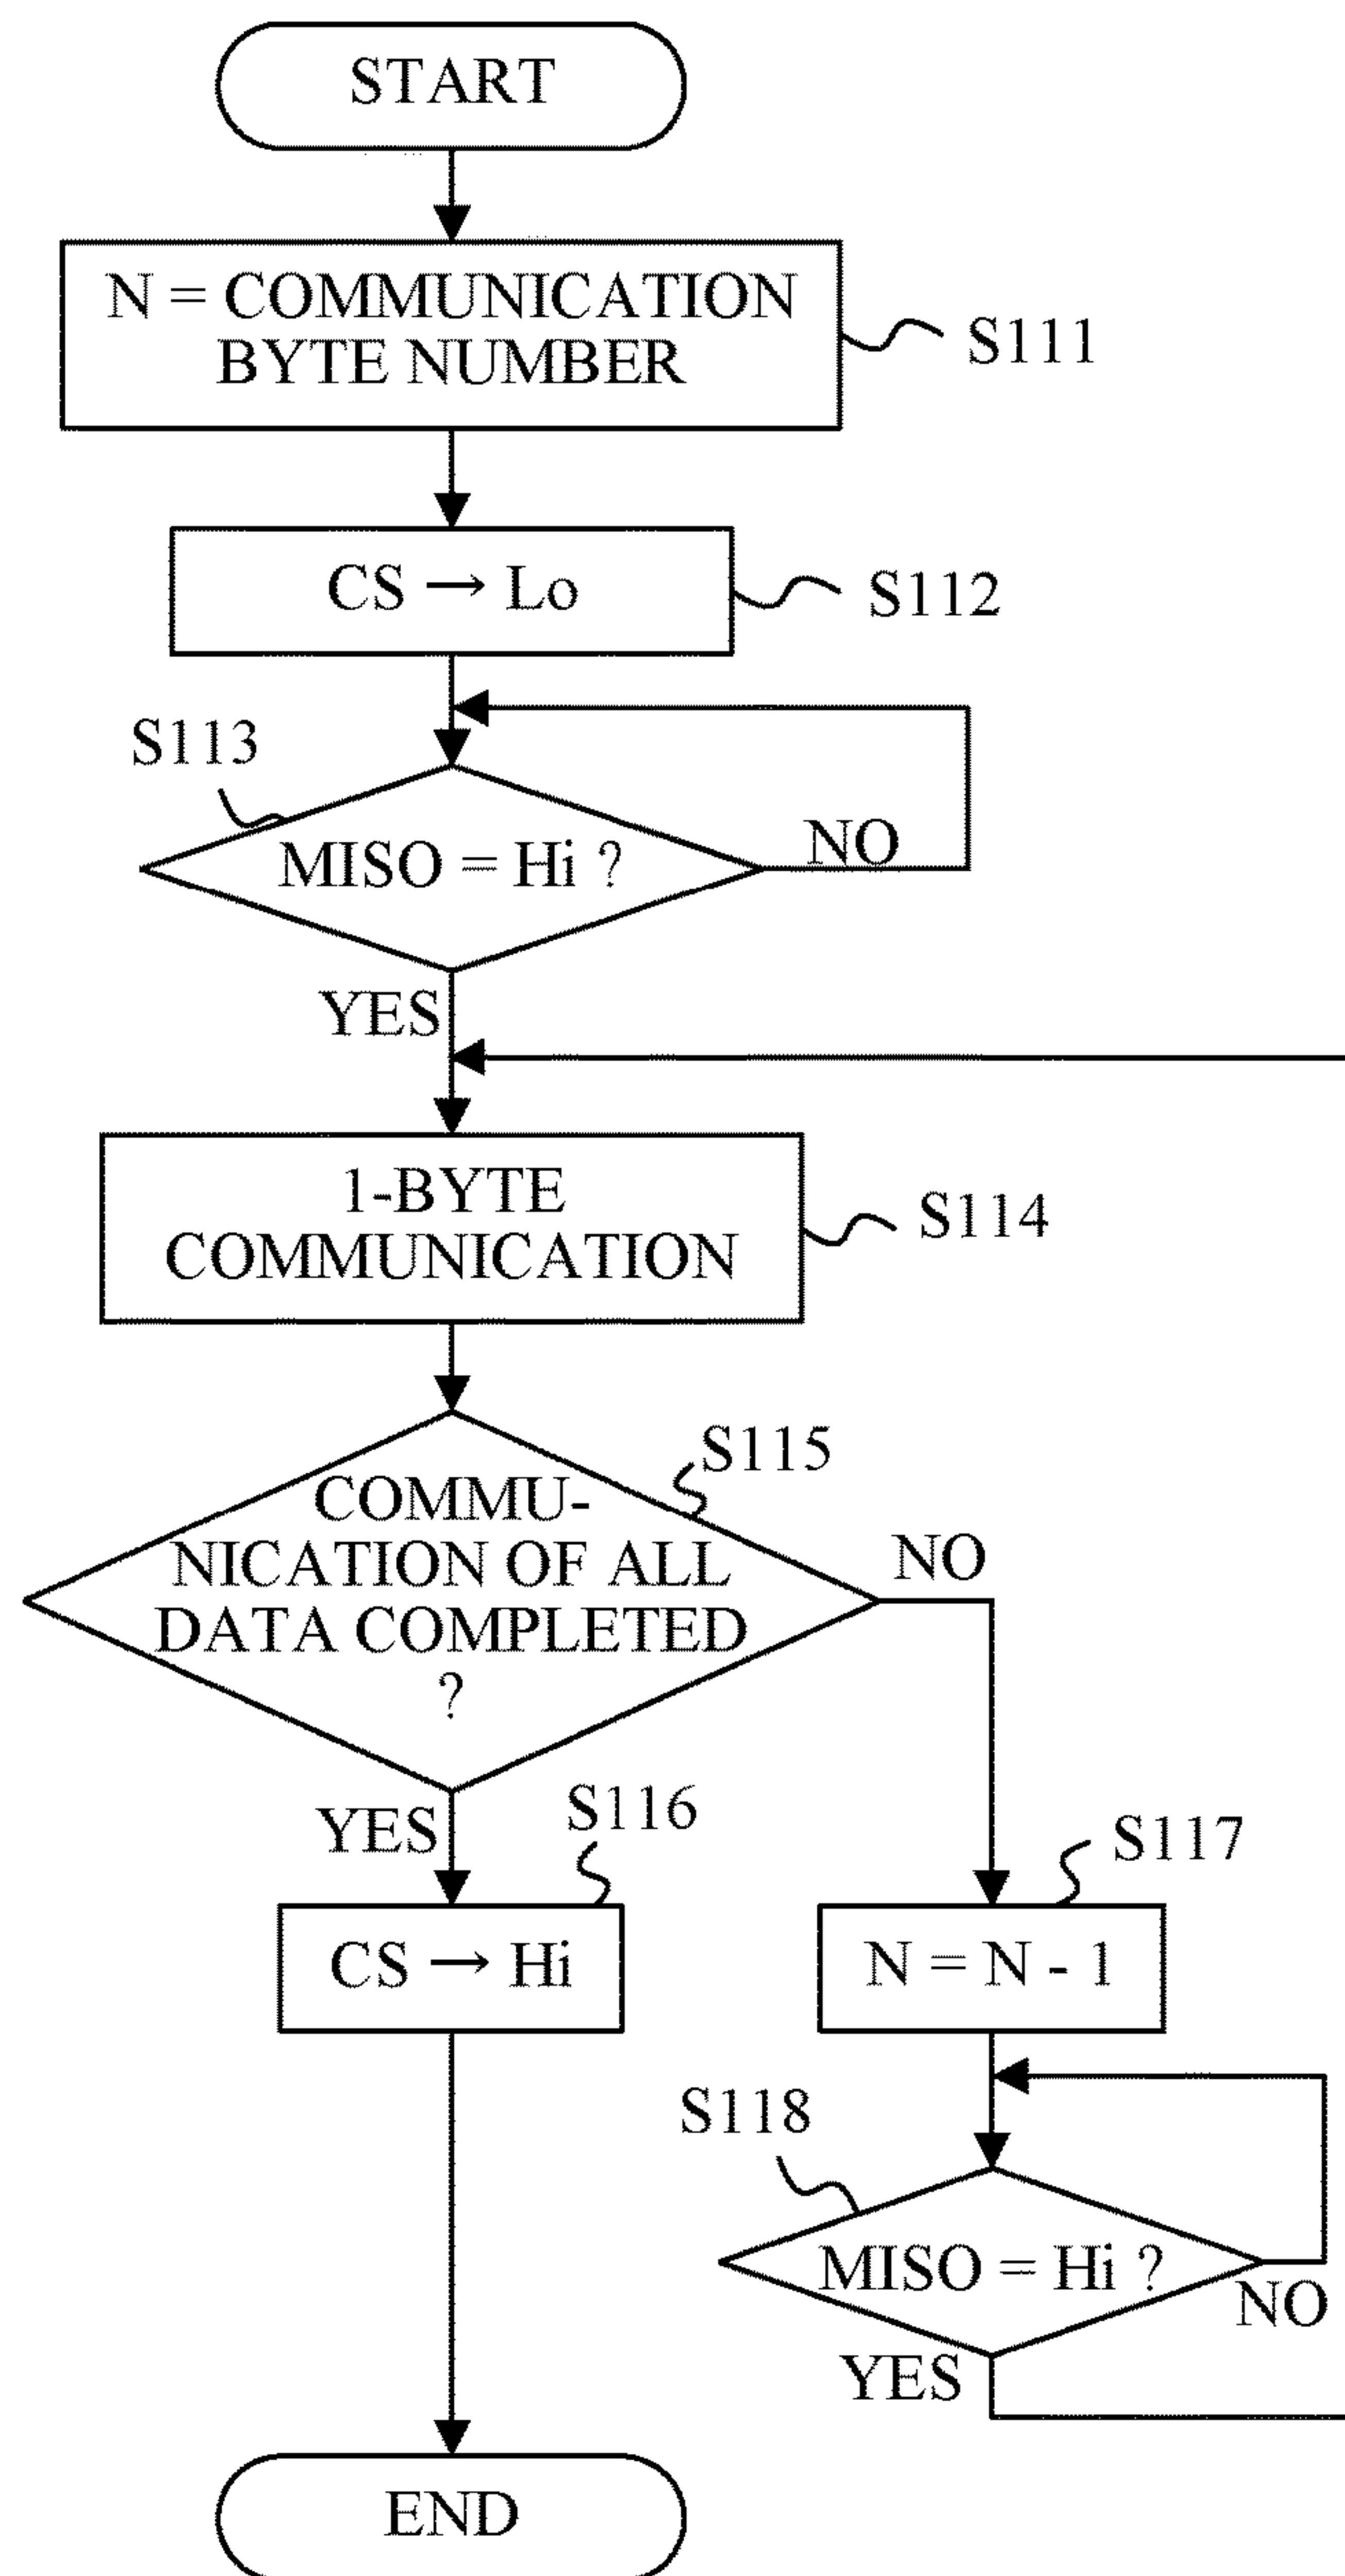 START
N = COMMUNICATION
BYTE NUMBER
S111
CS → Lo
S112
S113
MISO = Hi ?
NO
YES
1-BYTE
COMMUNICATION
S114
S115
COMMU-
NICATION OF ALL
DATA COMPLETED
?
NO
YES
S116
CS → Hi
S117
N = N - 1
S118
MISO = Hi ?
NO
YES
END